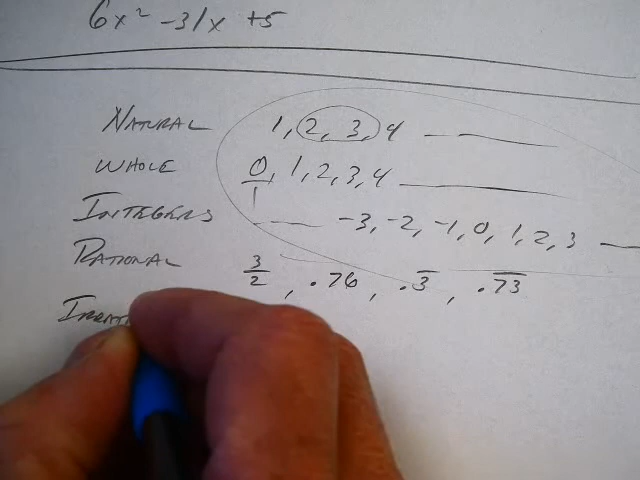 6x² -31x +5
NATURAL 1, 2, 3, 4
WHOLE 0/1, 1, 2, 3, 4
INTEGERS -3, -2, -1, 0, 1, 2, 3
RATIONAL 3/2, .76, .3̅, .7̅3̅